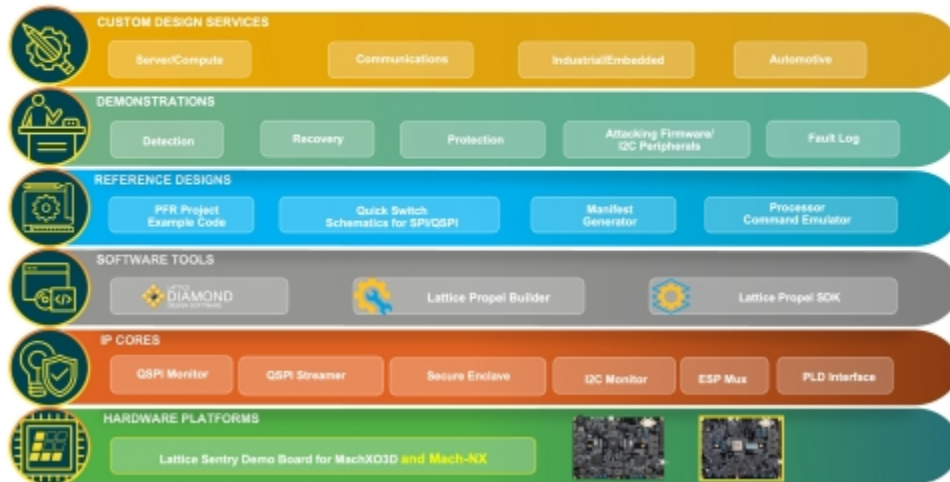 CUSTOM DESIGN SERVICES
Server/Compute
Communications
Industrial/Embedded
Automotive
DEMONSTRATIONS
Detection
Recovery
Protection
Attacking Firmware/
I2C Peripherals
Fault Log
REFERENCE DESIGNS
PFR Project
Example Code
Quick Switch
Schematics for SPI/QSPI
Manifest
Generator
Processor
Command Emulator
SOFTWARE TOOLS
LATTICE
DIAMOND
DESIGN SOFTWARE
Lattice Propel Builder
Lattice Propel SDK
IP CORES
QSPI Monitor
QSPI Streamer
Secure Enclave
I2C Monitor
ESP Mux
PLD Interface
HARDWARE PLATFORMS
Lattice Sentry Demo Board for MachXO3D and Mach-NX